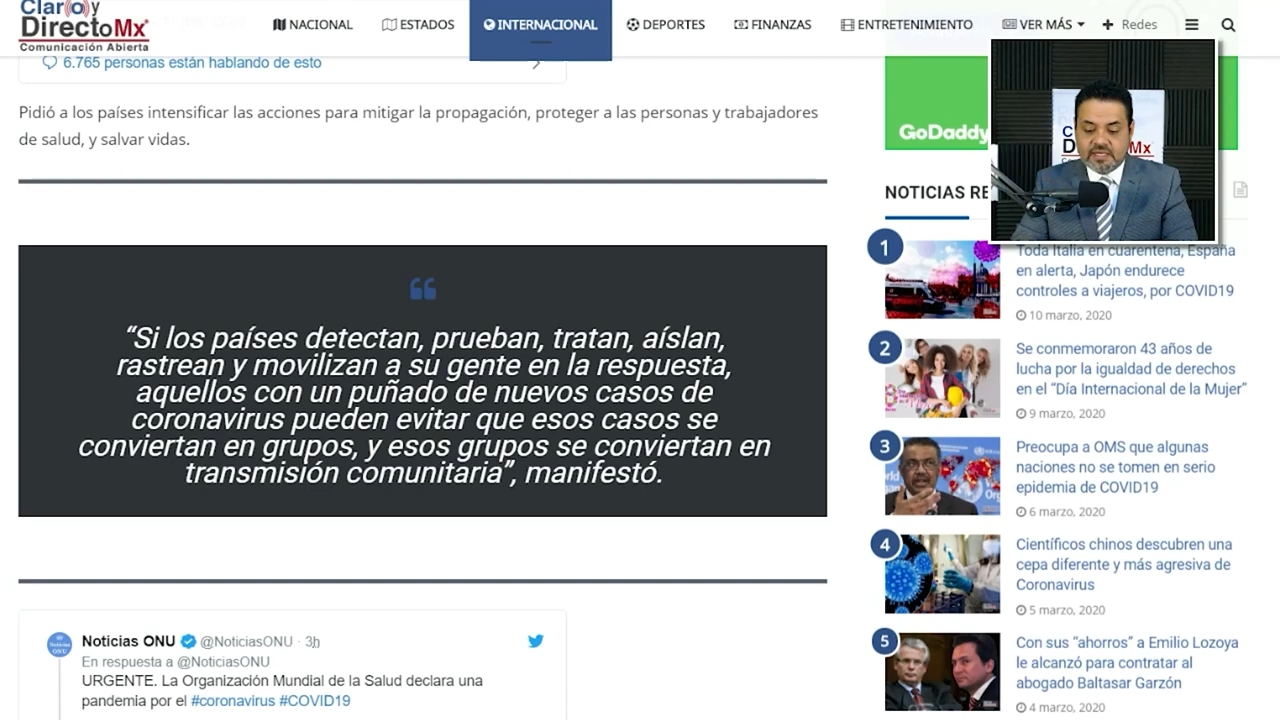 Claroy
DirectoMx
Comunicación Abierta
NACIONAL
ESTADOS
INTERNACIONAL
DEPORTES
FINANZAS
ENTRETENIMIENTO
VER MÁS
Redes
6.765 personas están hablando de esto
Pidió a los países intensificar las acciones para mitigar la propagación, proteger a las personas y trabajadores
de salud, y salvar vidas.
“Si los países detectan, prueban, tratan, aíslan,
rastrean y movilizan a su gente en la respuesta,
aquellos con un puñado de nuevos casos de
coronavirus pueden evitar que esos casos se
conviertan en grupos, y esos grupos se conviertan en
transmisión comunitaria”, manifestó.
Noticias ONU @NoticiasONU · 3h
En respuesta a @NoticiasONU
URGENTE. La Organización Mundial de la Salud declara una
pandemia por el #coronavirus #COVID19
GoDaddy
NOTICIAS RE
1
Toda Italia en cuarentena, España
en alerta, Japón endurece
controles a viajeros, por COVID19
10 marzo, 2020
2
Se conmemoraron 43 años de
lucha por la igualdad de derechos
en el “Día Internacional de la Mujer”
9 marzo, 2020
3
Preocupa a OMS que algunas
naciones no se tomen en serio
epidemia de COVID19
6 marzo, 2020
4
Científicos chinos descubren una
cepa diferente y más agresiva de
Coronavirus
5 marzo, 2020
5
Con sus “ahorros” a Emilio Lozoya
le alcanzó para contratar al
abogado Baltasar Garzón
4 marzo, 2020